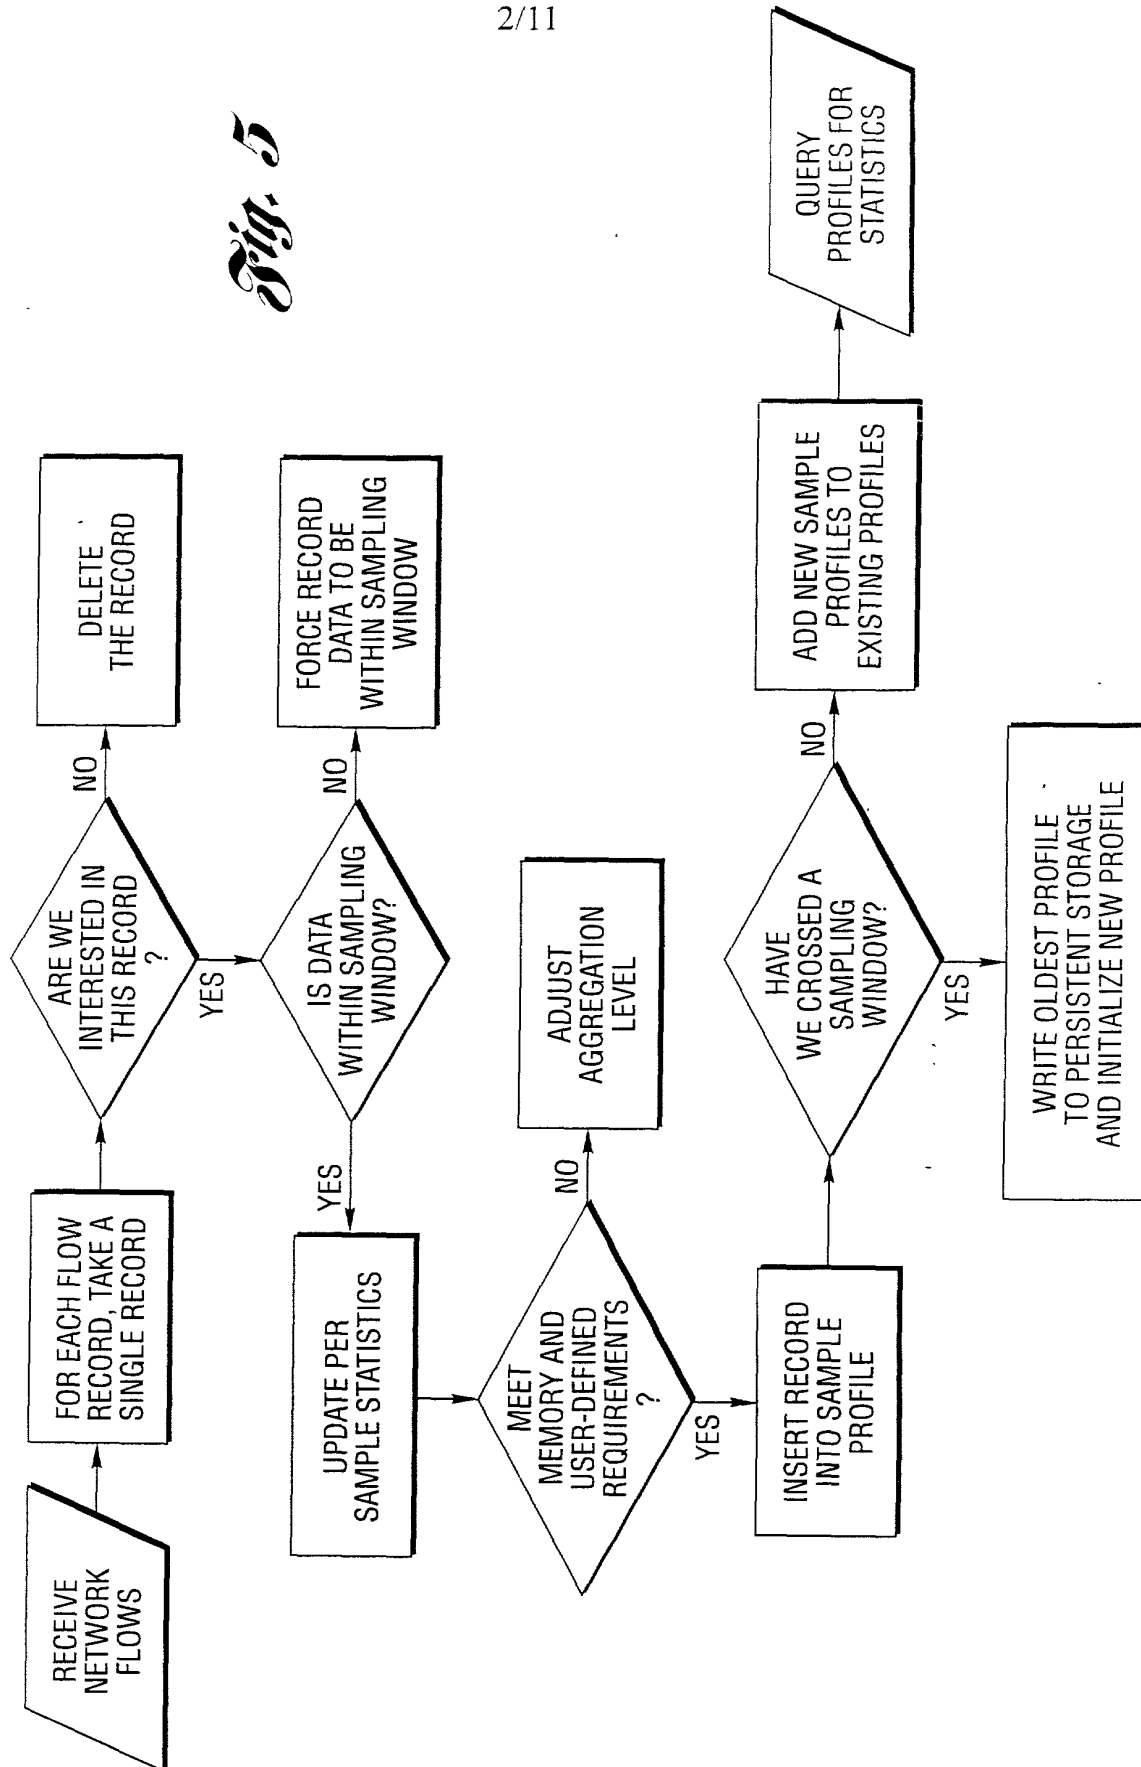 2/11
Fig. 5
RECEIVE
NETWORK
FLOWS
FOR EACH FLOW
RECORD, TAKE A
SINGLE RECORD
ARE WE
INTERESTED IN
THIS RECORD
?
NO
DELETE
THE RECORD
YES
IS DATA
WITHIN SAMPLING
WINDOW?
NO
FORCE RECORD
DATA TO BE
WITHIN SAMPLING
WINDOW
YES
UPDATE PER
SAMPLE STATISTICS
MEET
MEMORY AND
USER-DEFINED
REQUIREMENTS
?
NO
ADJUST
AGGREGATION
LEVEL
YES
INSERT RECORD
INTO SAMPLE
PROFILE
HAVE
WE CROSSED A
SAMPLING
WINDOW?
NO
ADD NEW SAMPLE
PROFILES TO
EXISTING PROFILES
QUERY
PROFILES FOR
STATISTICS
YES
WRITE OLDEST PROFILE
TO PERSISTENT STORAGE
AND INITIALIZE NEW PROFILE